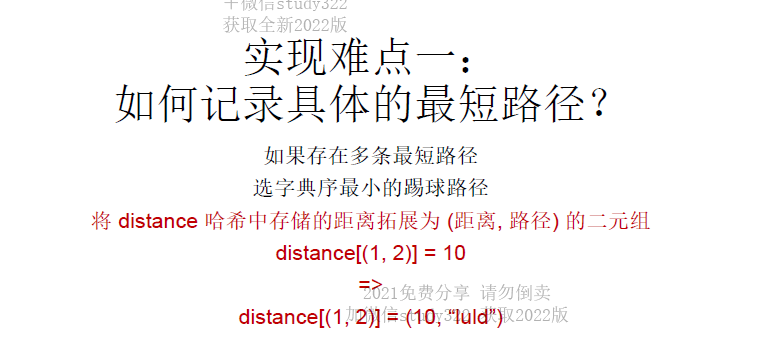 加微信study322
获取全新2022版
实现难点一：
如何记录具体的最短路径？
如果存在多条最短路径
选字典序最小的踢球路径
将 distance 哈希中存储的距离拓展为 (距离, 路径) 的二元组
distance[(1, 2)] = 10
=>
2021免费分享 请勿倒卖
distance[(1, 2)] = (10, “luld”)
加微信study322 获取2022版